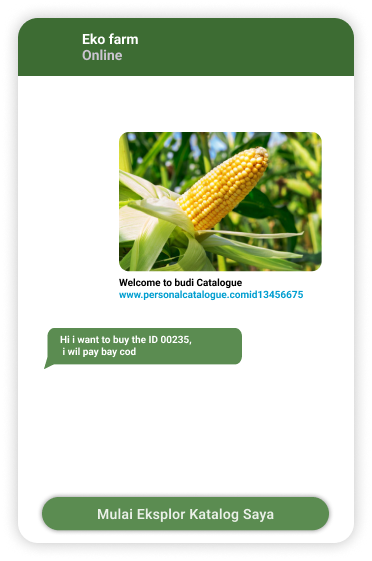 Eko farm
Online
Welcome to budi Catalogue
www.personalcatalogue.comid13456675
Hi i want to buy the ID 00235,
i wil pay bay cod
Mulai Eksplor Katalog Saya